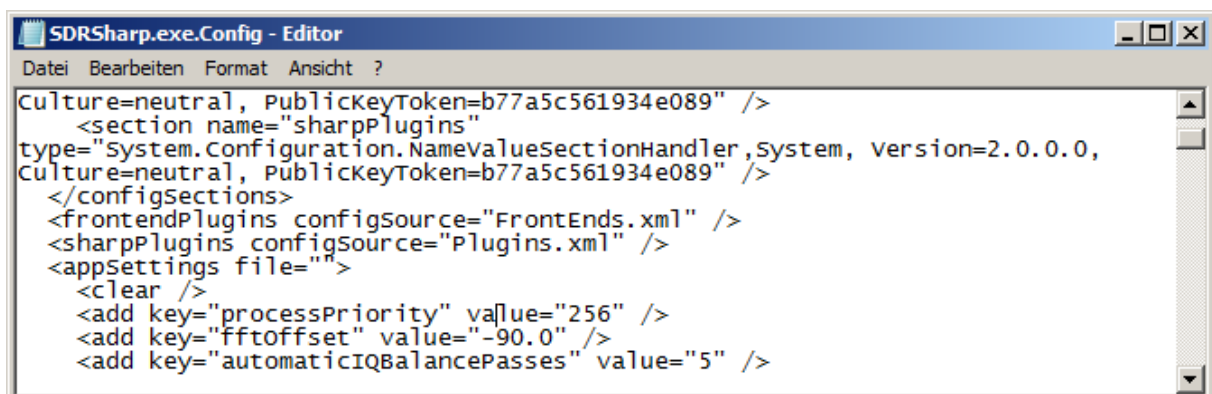 SDRSharp.exe.Config - Editor
Datei Bearbeiten Format Ansicht ?
Culture=neutral, PublicKeyToken=b77a5c561934e089" />
<section name="sharpPlugins"
type="System.Configuration.NameValueSectionHandler,System, Version=2.0.0.0,
Culture=neutral, PublicKeyToken=b77a5c561934e089" />
</configSections>
<frontendPlugins configSource="FrontEnds.xml" />
<sharpPlugins configSource="Plugins.xml" />
<appSettings file="">
<clear />
<add key="processPriority" value="256" />
<add key="fftOffset" value="-90.0" />
<add key="automaticIQBalancePasses" value="5" />